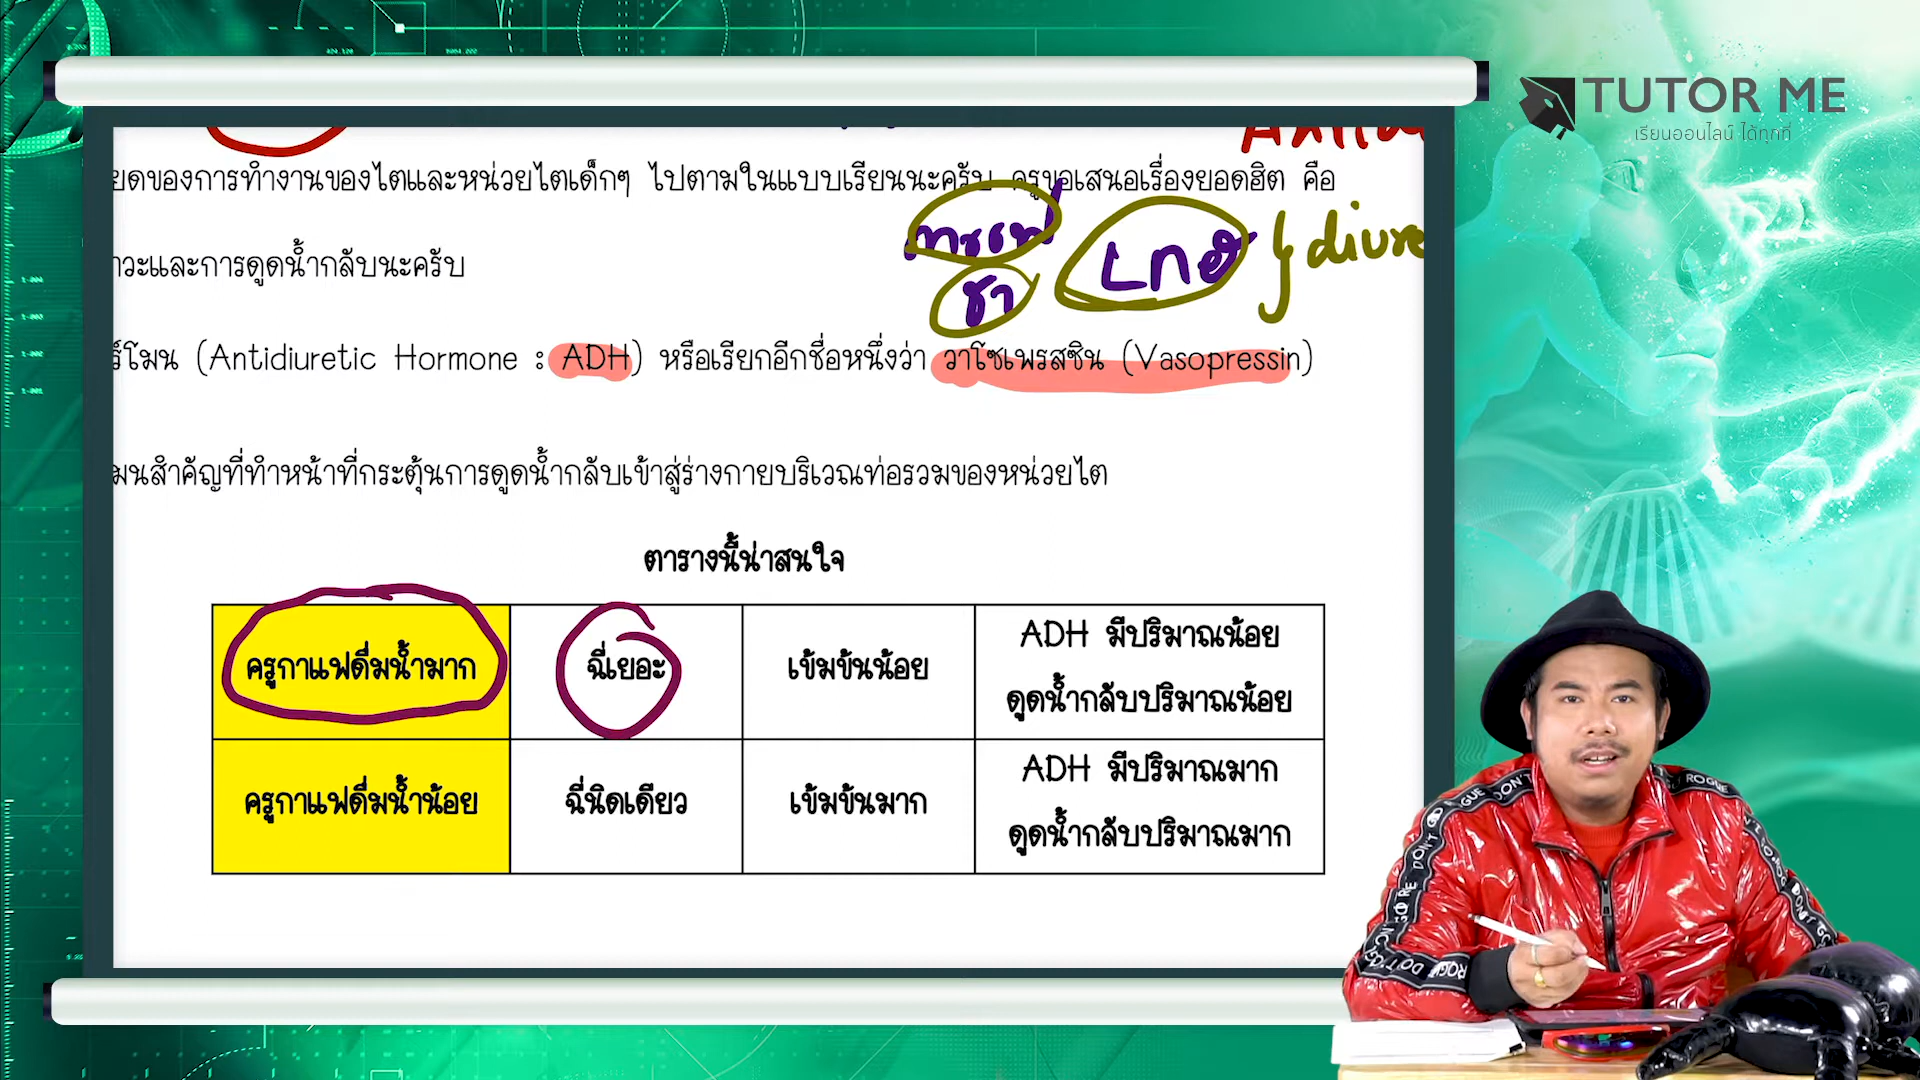 TUTOR ME
เรียนออนไลน์ ได้ทุกที่
ยดของการทำงานของไตและหน่วยไตเด็กๆ ไปตามในแบบเรียนนะครับ ครูขอเสนอเรื่องยอดฮิต คือ
กาแฟ
ชา
diure
าวะและการดูดน้ำกลับนะครับ
ร์โมน (Antidiuretic Hormone : ADH) หรือเรียกอีกชื่อหนึ่งว่า วาโซเพรสซิน (Vasopressin)
มนสำคัญที่ทำหน้าที่กระตุ้นการดูดน้ำกลับเข้าสู่ร่างกายบริเวณท่อรวมของหน่วยไต
ตารางนี้น่าสนใจ
ครูกาแฟดื่มน้ำมาก
ฉี่เยอะ
เข้มข้นน้อย
ADH มีปริมาณน้อย
ดูดน้ำกลับปริมาณน้อย
ครูกาแฟดื่มน้ำน้อย
ฉี่นิดเดียว
เข้มข้นมาก
ADH มีปริมาณมาก
ดูดน้ำกลับปริมาณมาก